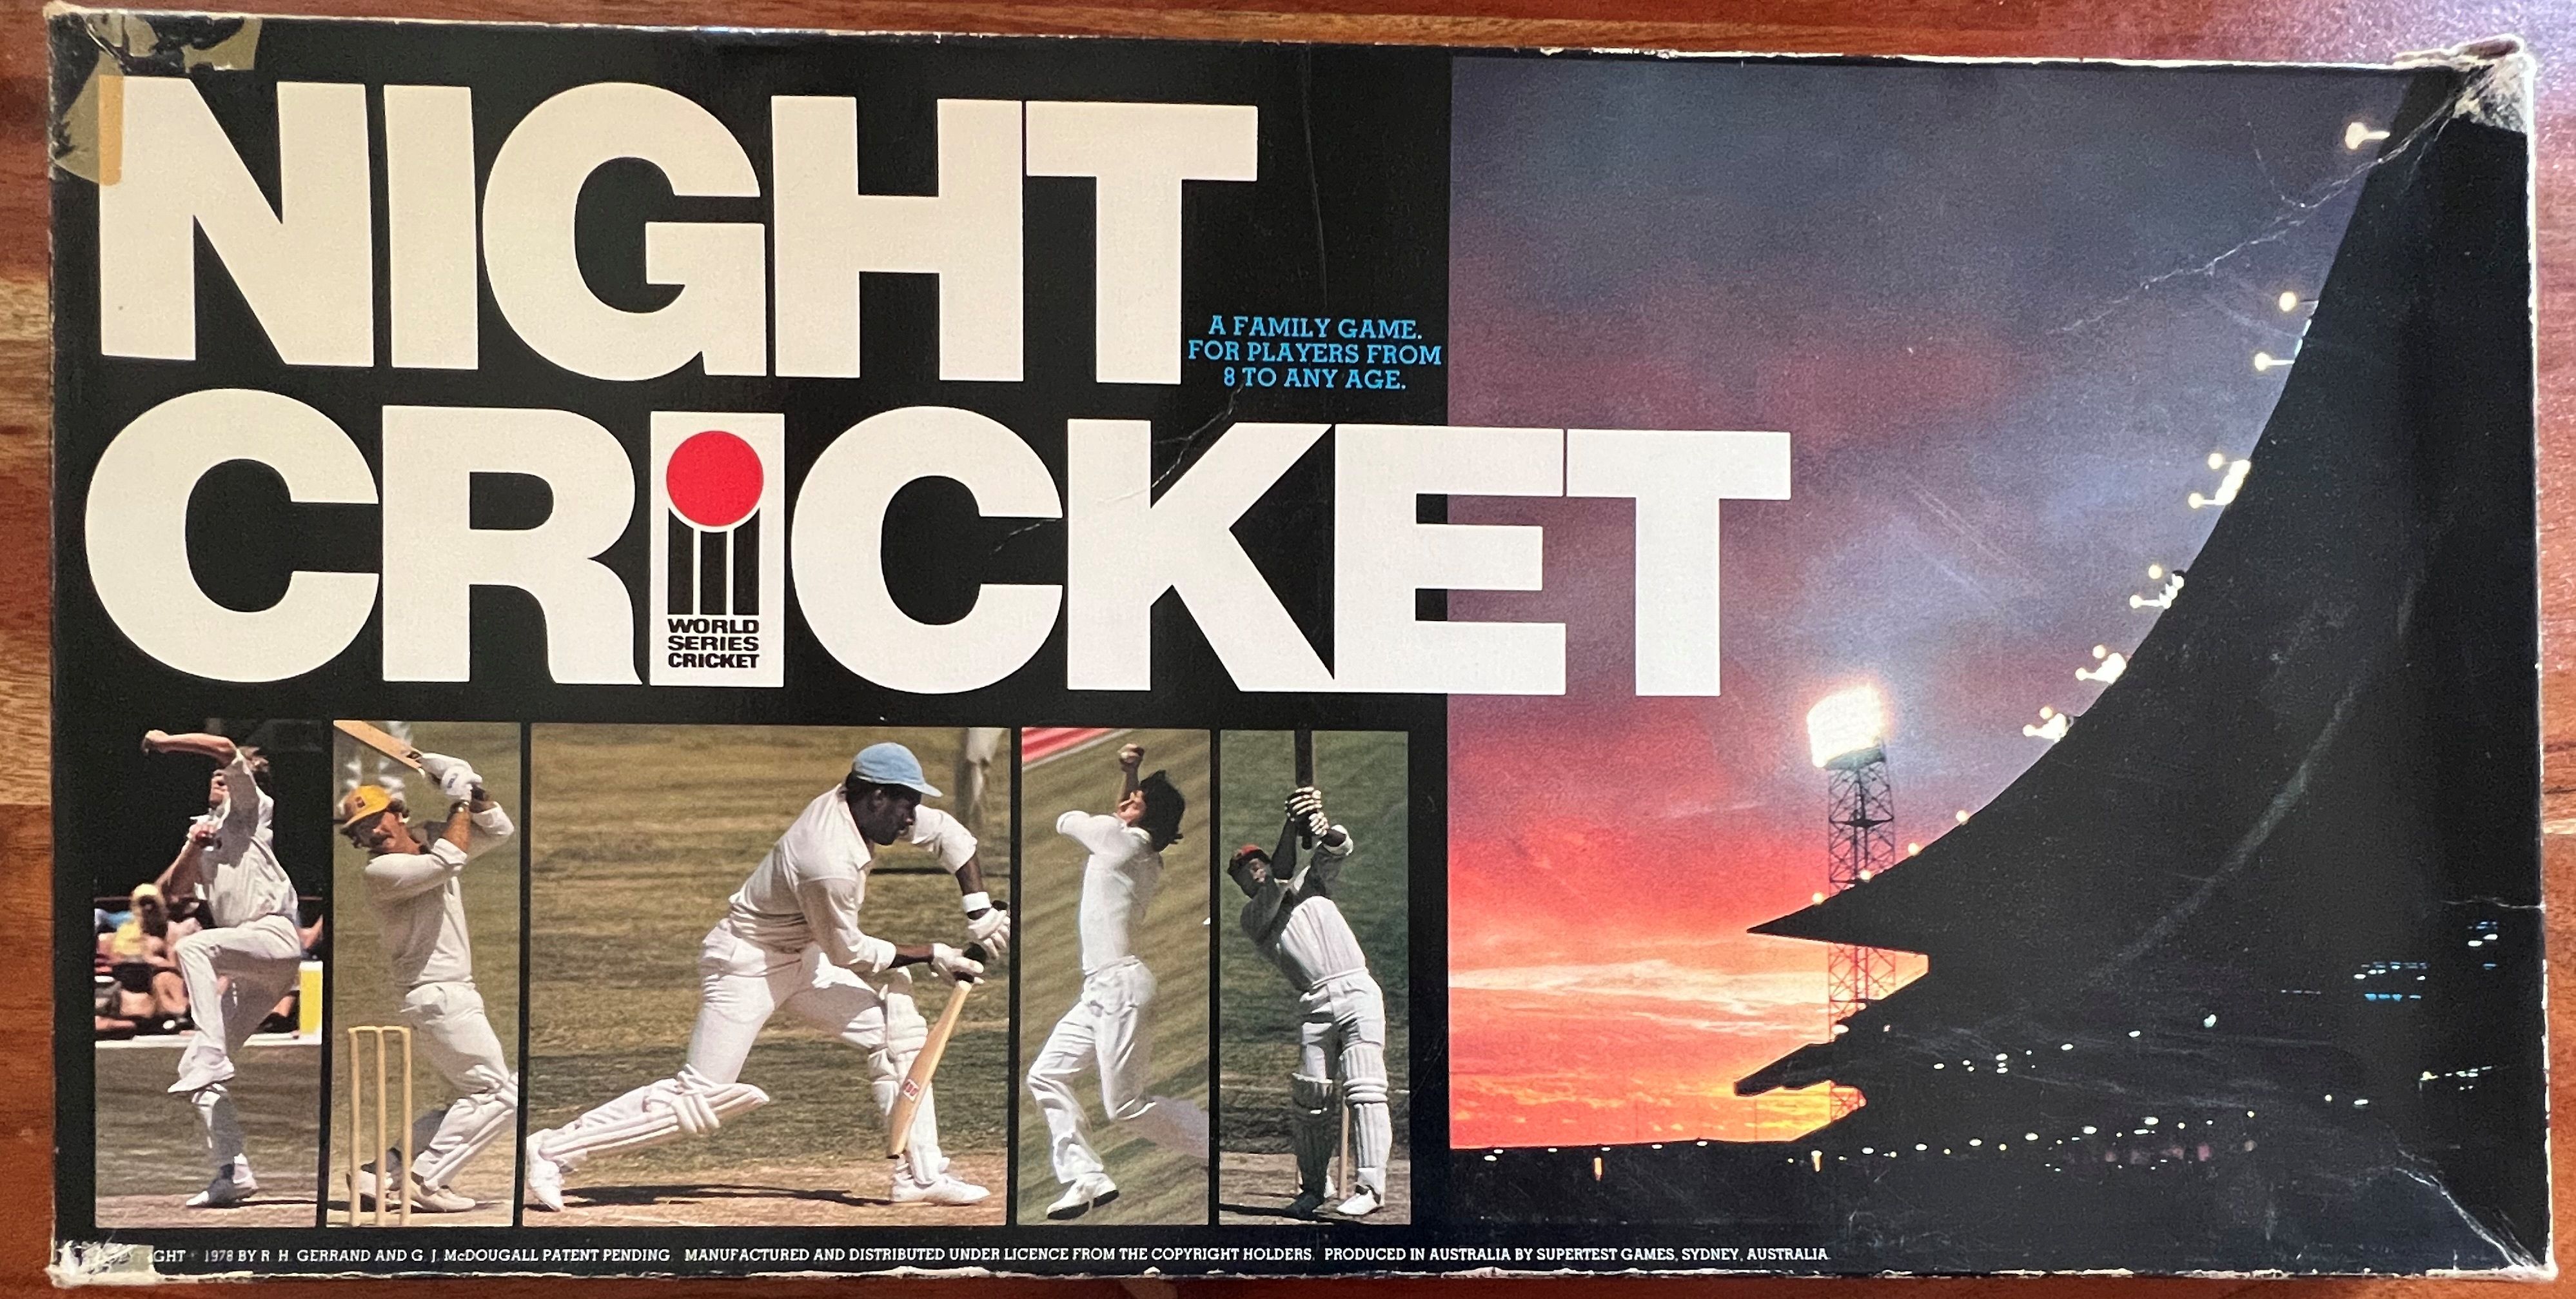 NIGHT
A FAMILY GAME.
FOR PLAYERS FROM
8 TO ANY AGE.
CRICKET
WORLD
SERIES
CRICKET
1978 BY R. H. GERRAND AND G. J. McDOUGALL PATENT PENDING. MANUFACTURED AND DISTRIBUTED UNDER LICENCE FROM THE COPYRIGHT HOLDERS. PRODUCED IN AUSTRALIA BY SUPERTEST GAMES, SYDNEY, AUSTRALIA.